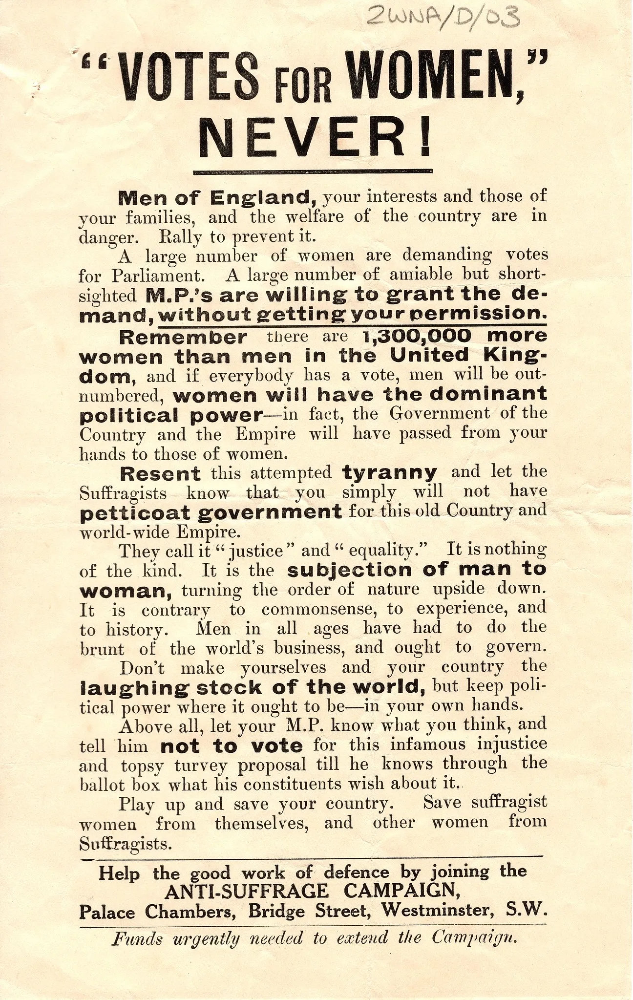 2WNA/D/03
“VOTES FOR WOMEN,”
NEVER!
Men of England, your interests and those of
your families, and the welfare of the country are in
danger. Rally to prevent it.
A large number of women are demanding votes
for Parliament. A large number of amiable but short-
sighted M.P.'s are willing to grant the de-
mand, without getting your permission.
Remember there are 1,300,000 more
women than men in the United King-
dom, and if everybody has a vote, men will be out-
numbered, women will have the dominant
political power—in fact, the Government of the
Country and the Empire will have passed from your
hands to those of women.
Resent this attempted tyranny and let the
Suffragists know that you simply will not have
petticoat government for this old Country and
world-wide Empire.
They call it “justice” and “equality.” It is nothing
of the kind. It is the subjection of man to
woman, turning the order of nature upside down.
It is contrary to commonsense, to experience, and
to history. Men in all ages have had to do the
brunt of the world's business, and ought to govern.
Don't make yourselves and your country the
laughing stock of the world, but keep poli-
tical power where it ought to be—in your own hands.
Above all, let your M.P. know what you think, and
tell him not to vote for this infamous injustice
and topsy turvey proposal till he knows through the
ballot box what his constituents wish about it.
Play up and save your country. Save suffragist
women from themselves, and other women from
Suffragists.
Help the good work of defence by joining the
ANTI-SUFFRAGE CAMPAIGN,
Palace Chambers, Bridge Street, Westminster, S.W.
Funds urgently needed to extend the Campaign.